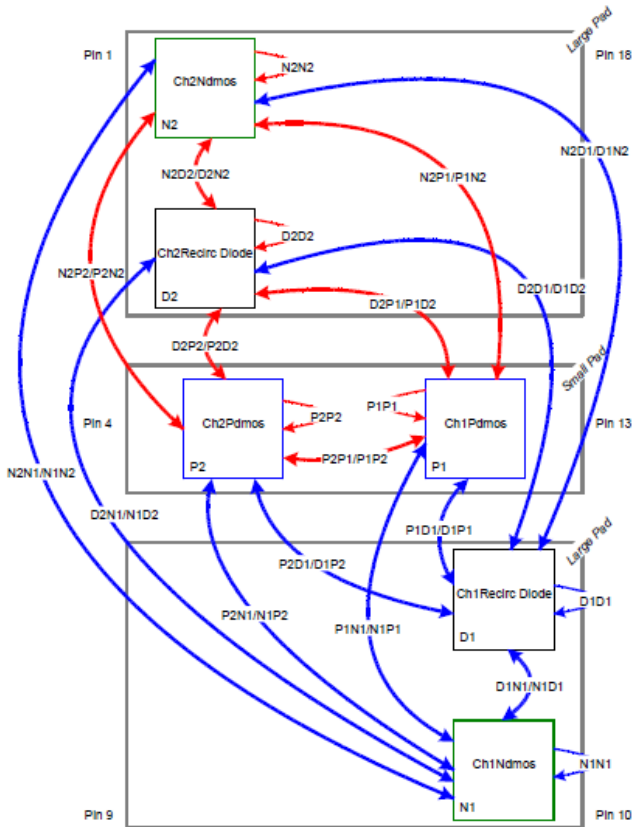 Large Pad
Pin 1
Pin 18
Ch2Ndmos
N2N2
N2
N2D1/D1N2
N2D2/D2N2
N2P1/P1N2
Ch2Recirc Diode
D2D2
N2P2/P2N2
D2D1/D1D2
D2
D2P1/P1D2
D2P2/P2D2
Small Pad
Ch2Pdmos
P2P2
P1P1
Ch1Pdmos
Pin 4
Pin 13
P2P1/P1P2
P2
P1
N2N1/N1N2
D2N1/N1D2
P1D1/D1P1
Large Pad
P2D1/D1P2
Ch1Recirc Diode
D1D1
P2N1/N1P2
P1N1/N1P1
D1
D1N1/N1D1
Ch1Ndmos
N1N1
N1
Pin 9
Pin 10